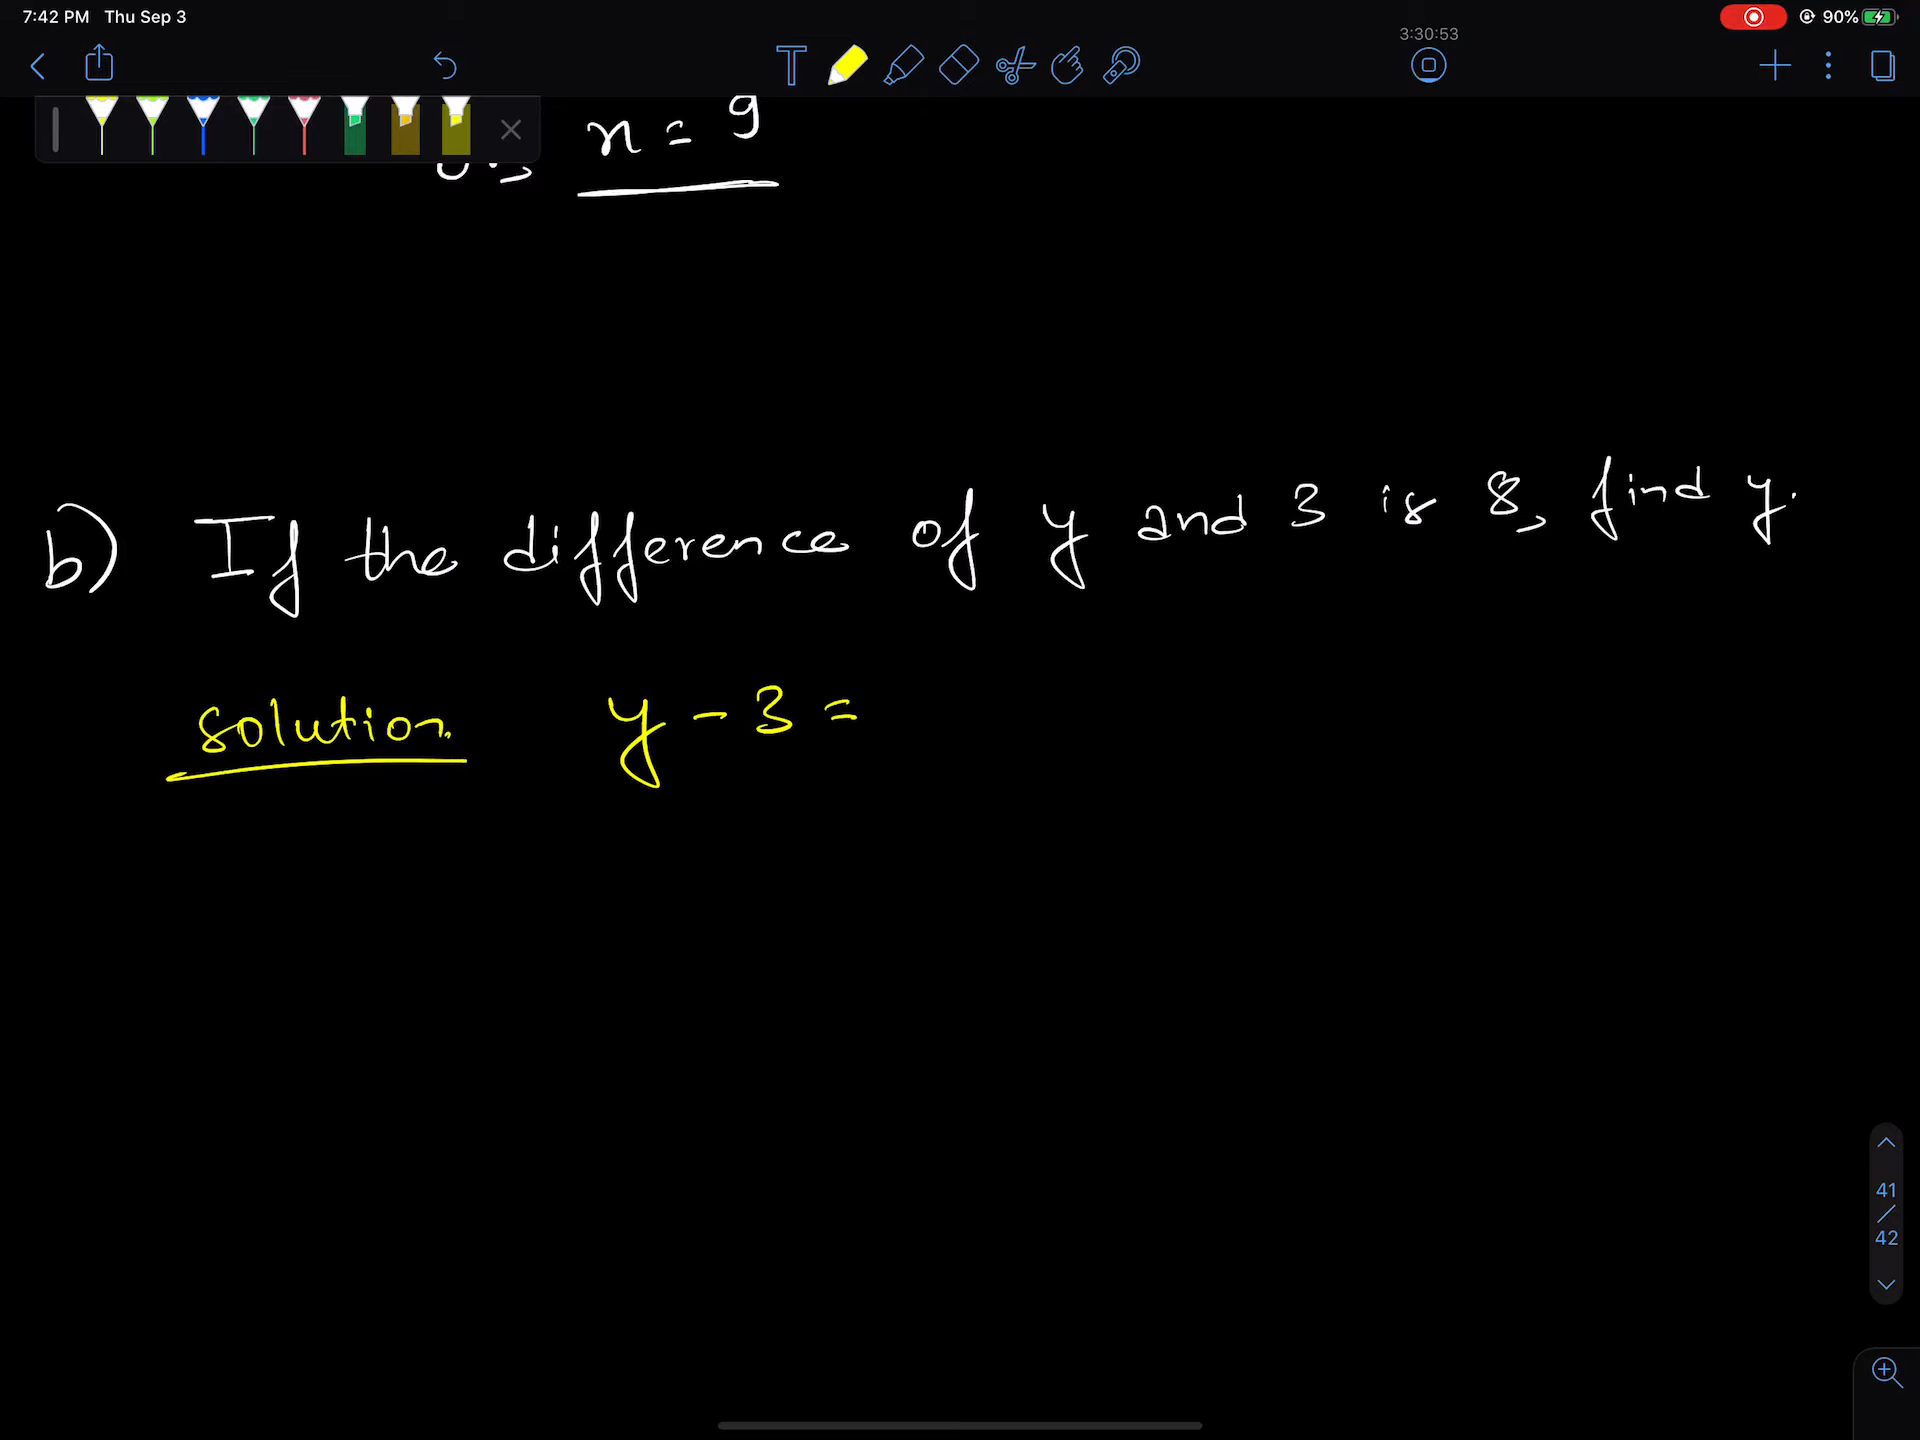 7:42 PM Thu Sep 3
90%
3:30:53
x = 9
b) If the difference of y and 3 is 8, find y.
solution y - 3 =
41
/
42